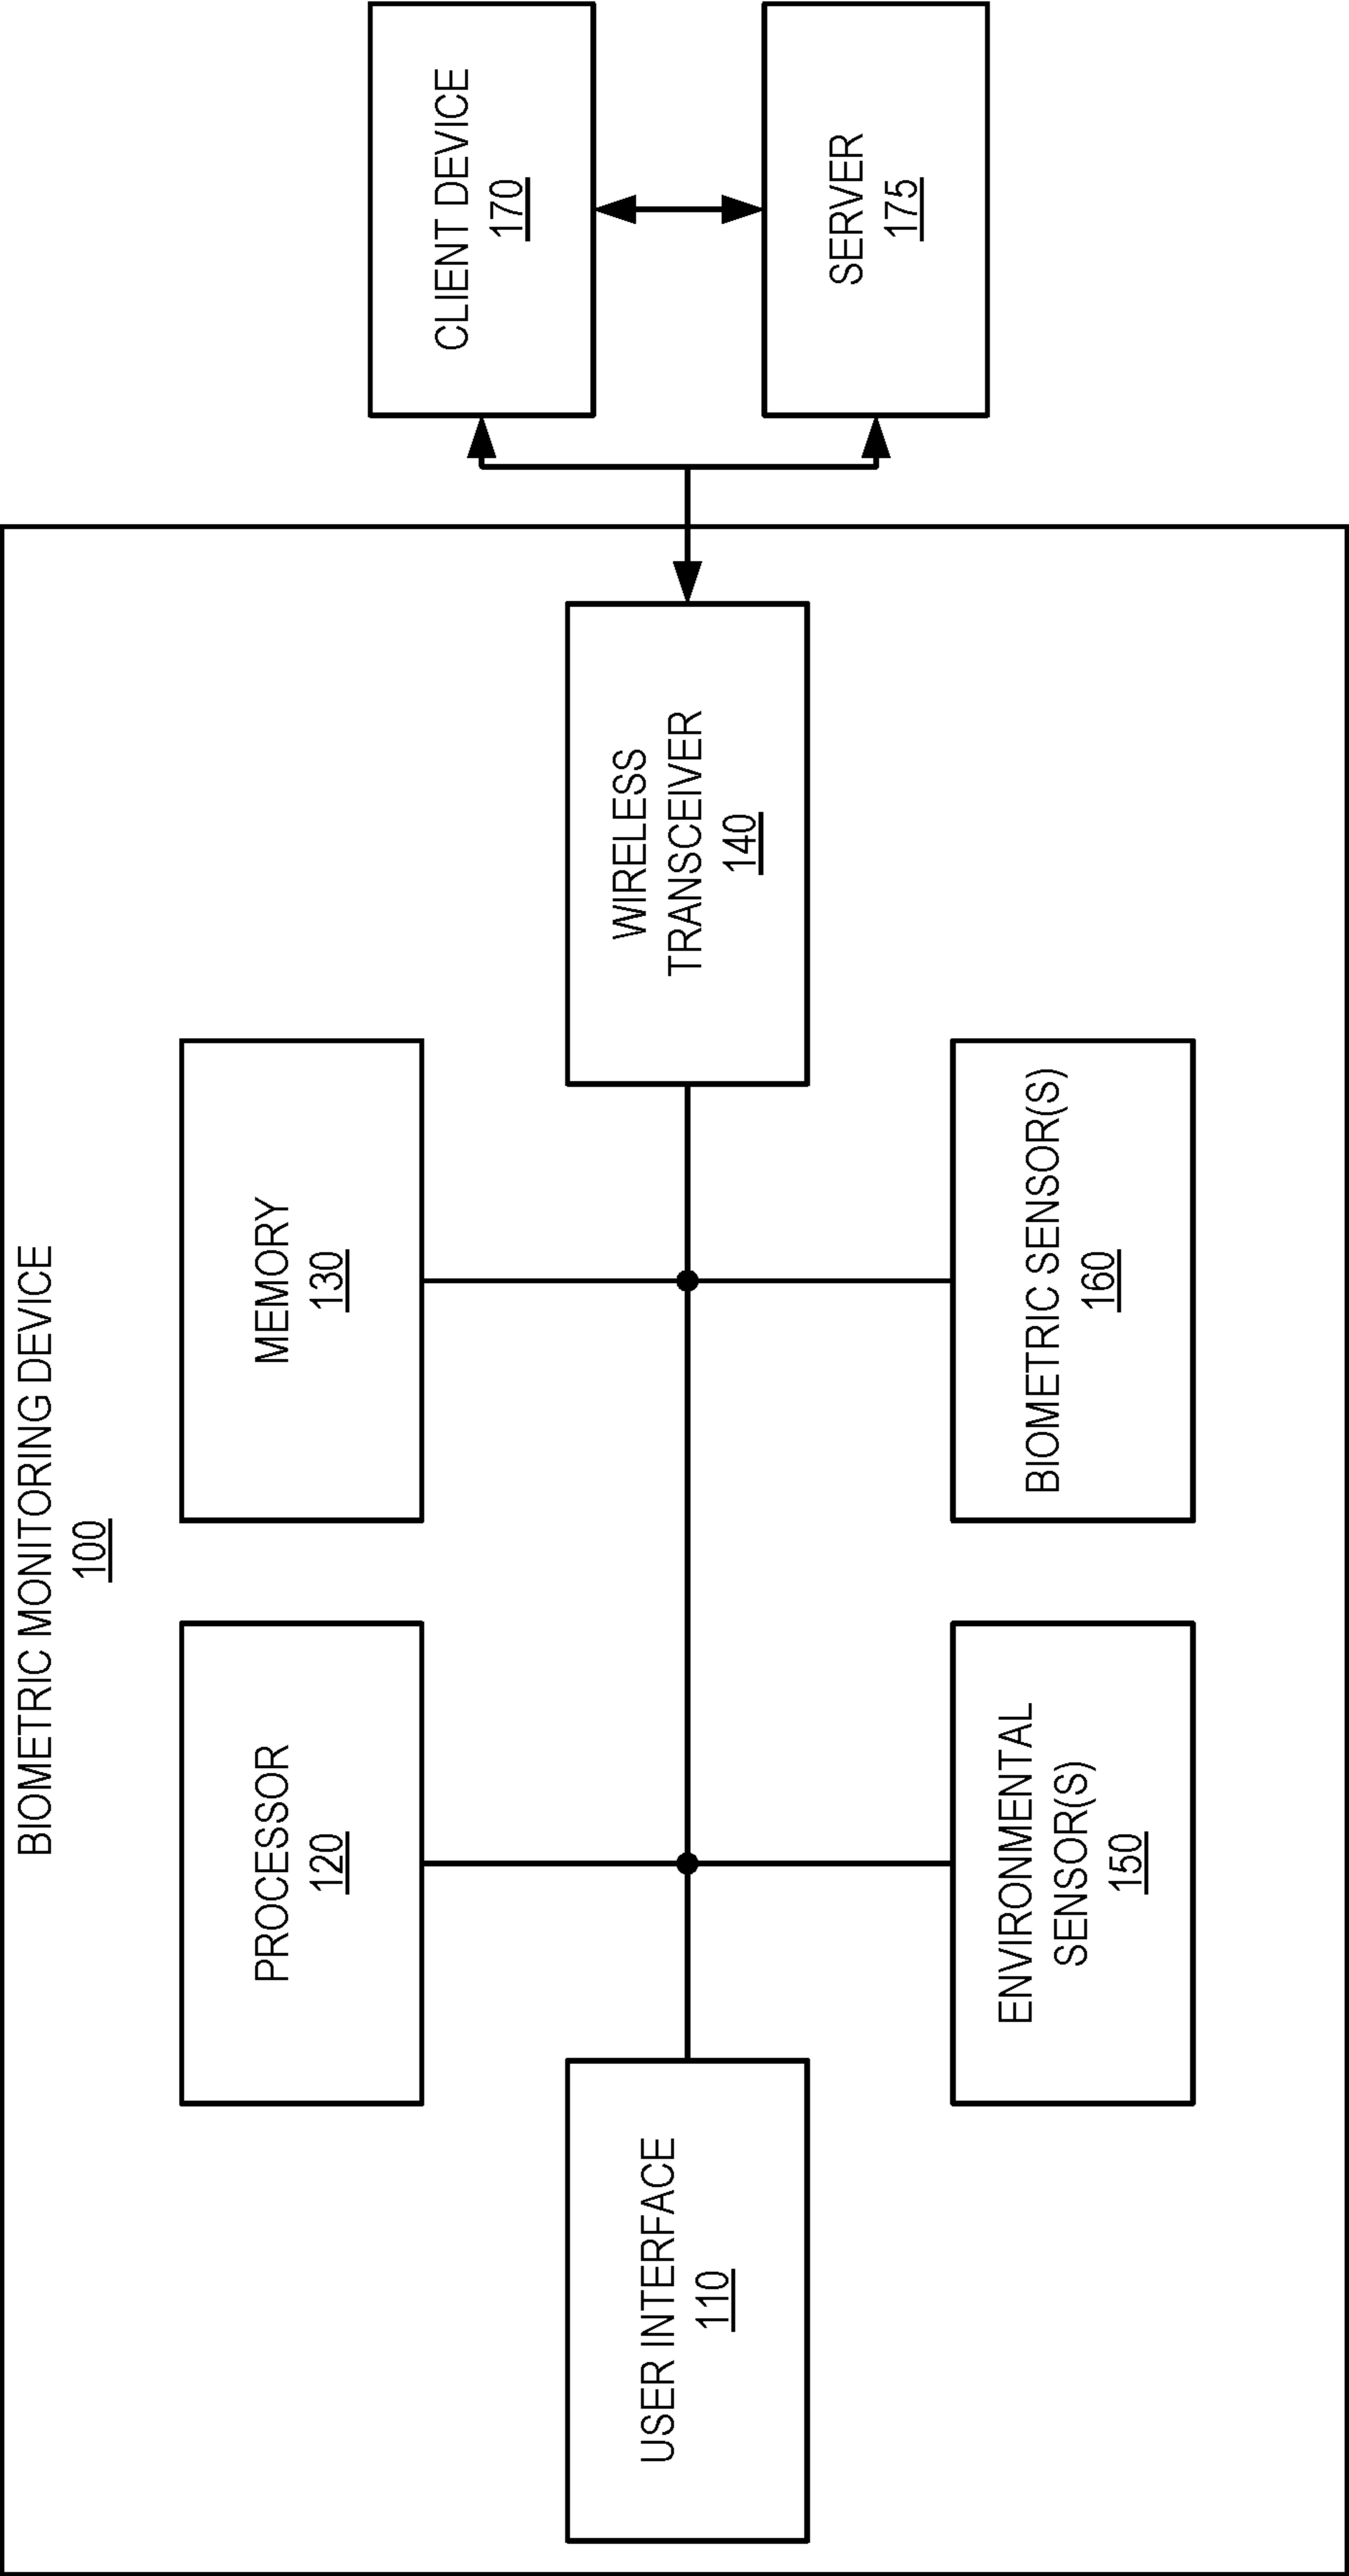 BIOMETRIC MONITORING DEVICE
100
USER INTERFACE
110
PROCESSOR
120
MEMORY
130
WIRELESS
TRANSCEIVER
140
ENVIRONMENTAL
SENSOR(S)
150
BIOMETRIC SENSOR(S)
160
CLIENT DEVICE
170
SERVER
175